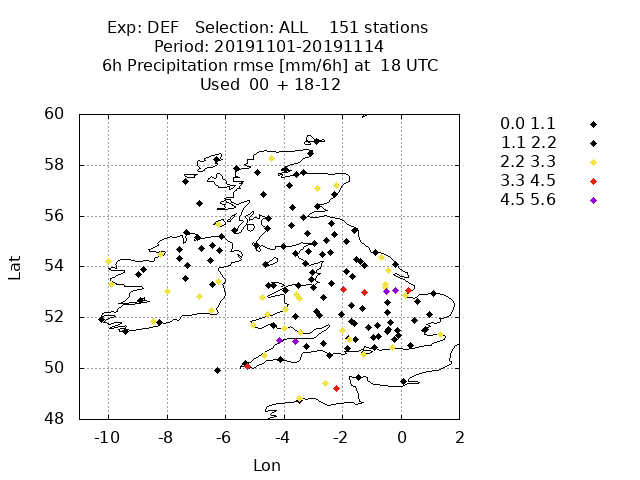 Exp: DEF Selection: ALL 151 stations
Period: 20191101-20191114
6h Precipitation rmse [mm/6h] at 18 UTC
Used 00 + 18-12
0.0 1.1
1.1 2.2
2.2 3.3
3.3 4.5
4.5 5.6
60
58
56
54
52
50
48
Lat
-10 -8 -6 -4 -2 0 2
Lon